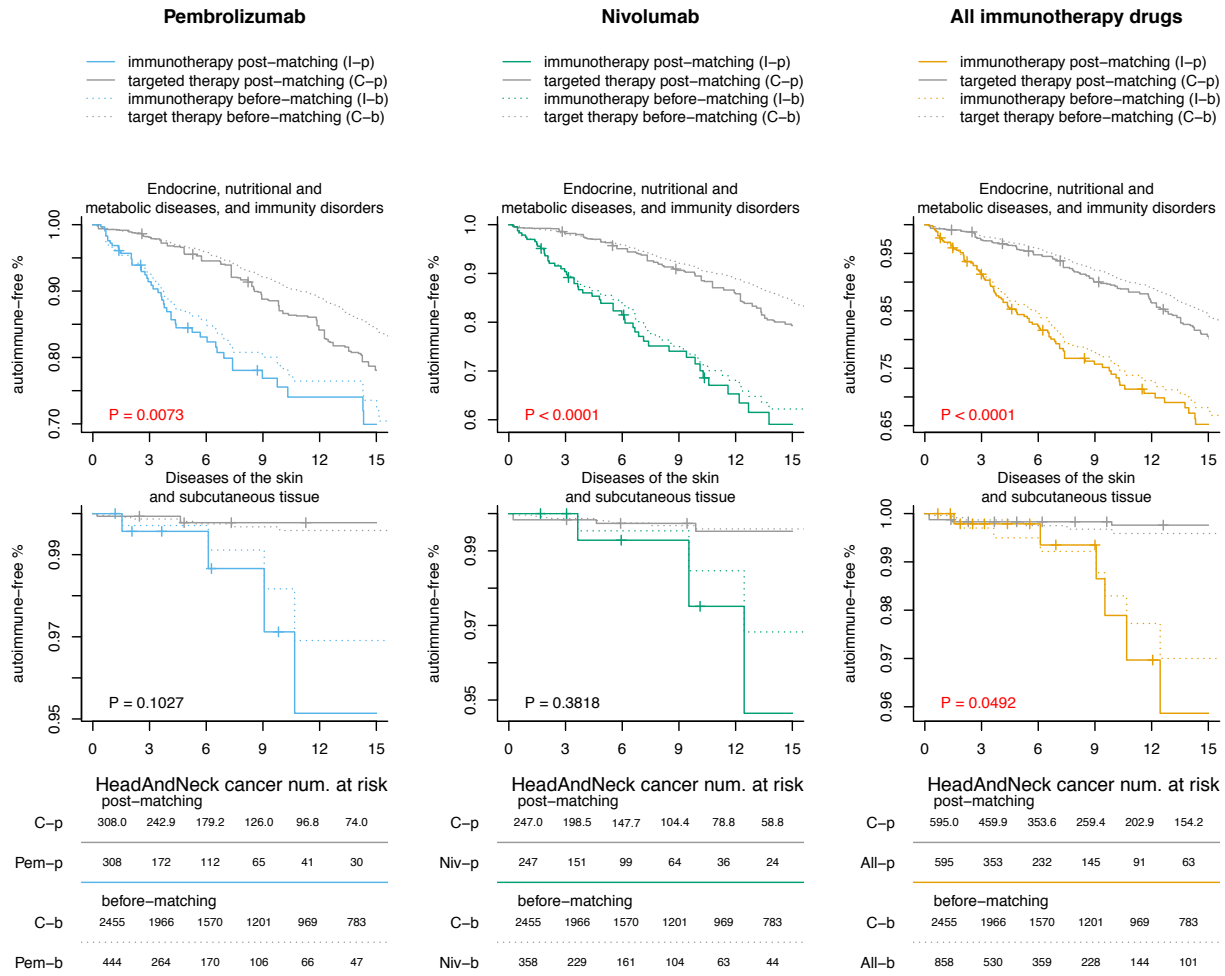 Pembrolizumab
Nivolumab
All immunotherapy drugs
immunotherapy post−matching (I−p)
targeted therapy post−matching (C−p)
immunotherapy before−matching (I−b)
target therapy before−matching (C−b)
immunotherapy post−matching (I−p)
targeted therapy post−matching (C−p)
immunotherapy before−matching (I−b)
target therapy before−matching (C−b)
immunotherapy post−matching (I−p)
targeted therapy post−matching (C−p)
immunotherapy before−matching (I−b)
target therapy before−matching (C−b)
Endocrine, nutritional and
metabolic diseases, and immunity disorders
autoimmune−free %
1.00
0.90
0.80
0.70
P = 0.0073
0 3 6 9 12 15
Endocrine, nutritional and
metabolic diseases, and immunity disorders
autoimmune−free %
1.0
0.9
0.8
0.7
0.6
P < 0.0001
0 3 6 9 12 15
Endocrine, nutritional and
metabolic diseases, and immunity disorders
autoimmune−free %
0.95
0.85
0.75
0.65
P < 0.0001
0 3 6 9 12 15
Diseases of the skin
and subcutaneous tissue
autoimmune−free %
0.99
0.97
0.95
P = 0.1027
0 3 6 9 12 15
Diseases of the skin
and subcutaneous tissue
autoimmune−free %
0.99
0.97
0.95
P = 0.3818
0 3 6 9 12 15
Diseases of the skin
and subcutaneous tissue
autoimmune−free %
1.00
0.99
0.98
0.97
0.96
P = 0.0492
0 3 6 9 12 15
HeadAndNeck cancer num. at risk
post−matching
C−p 308.0 242.9 179.2 126.0 96.8 74.0
Pem−p 308 172 112 65 41 30
before−matching
C−b 2455 1966 1570 1201 969 783
Pem−b 444 264 170 106 66 47
HeadAndNeck cancer num. at risk
post−matching
C−p 247.0 198.5 147.7 104.4 78.8 58.8
Niv−p 247 151 99 64 36 24
before−matching
C−b 2455 1966 1570 1201 969 783
Niv−b 358 229 161 104 63 44
HeadAndNeck cancer num. at risk
post−matching
C−p 595.0 459.9 353.6 259.4 202.9 154.2
All−p 595 353 232 145 91 63
before−matching
C−b 2455 1966 1570 1201 969 783
All−b 858 530 359 228 144 101